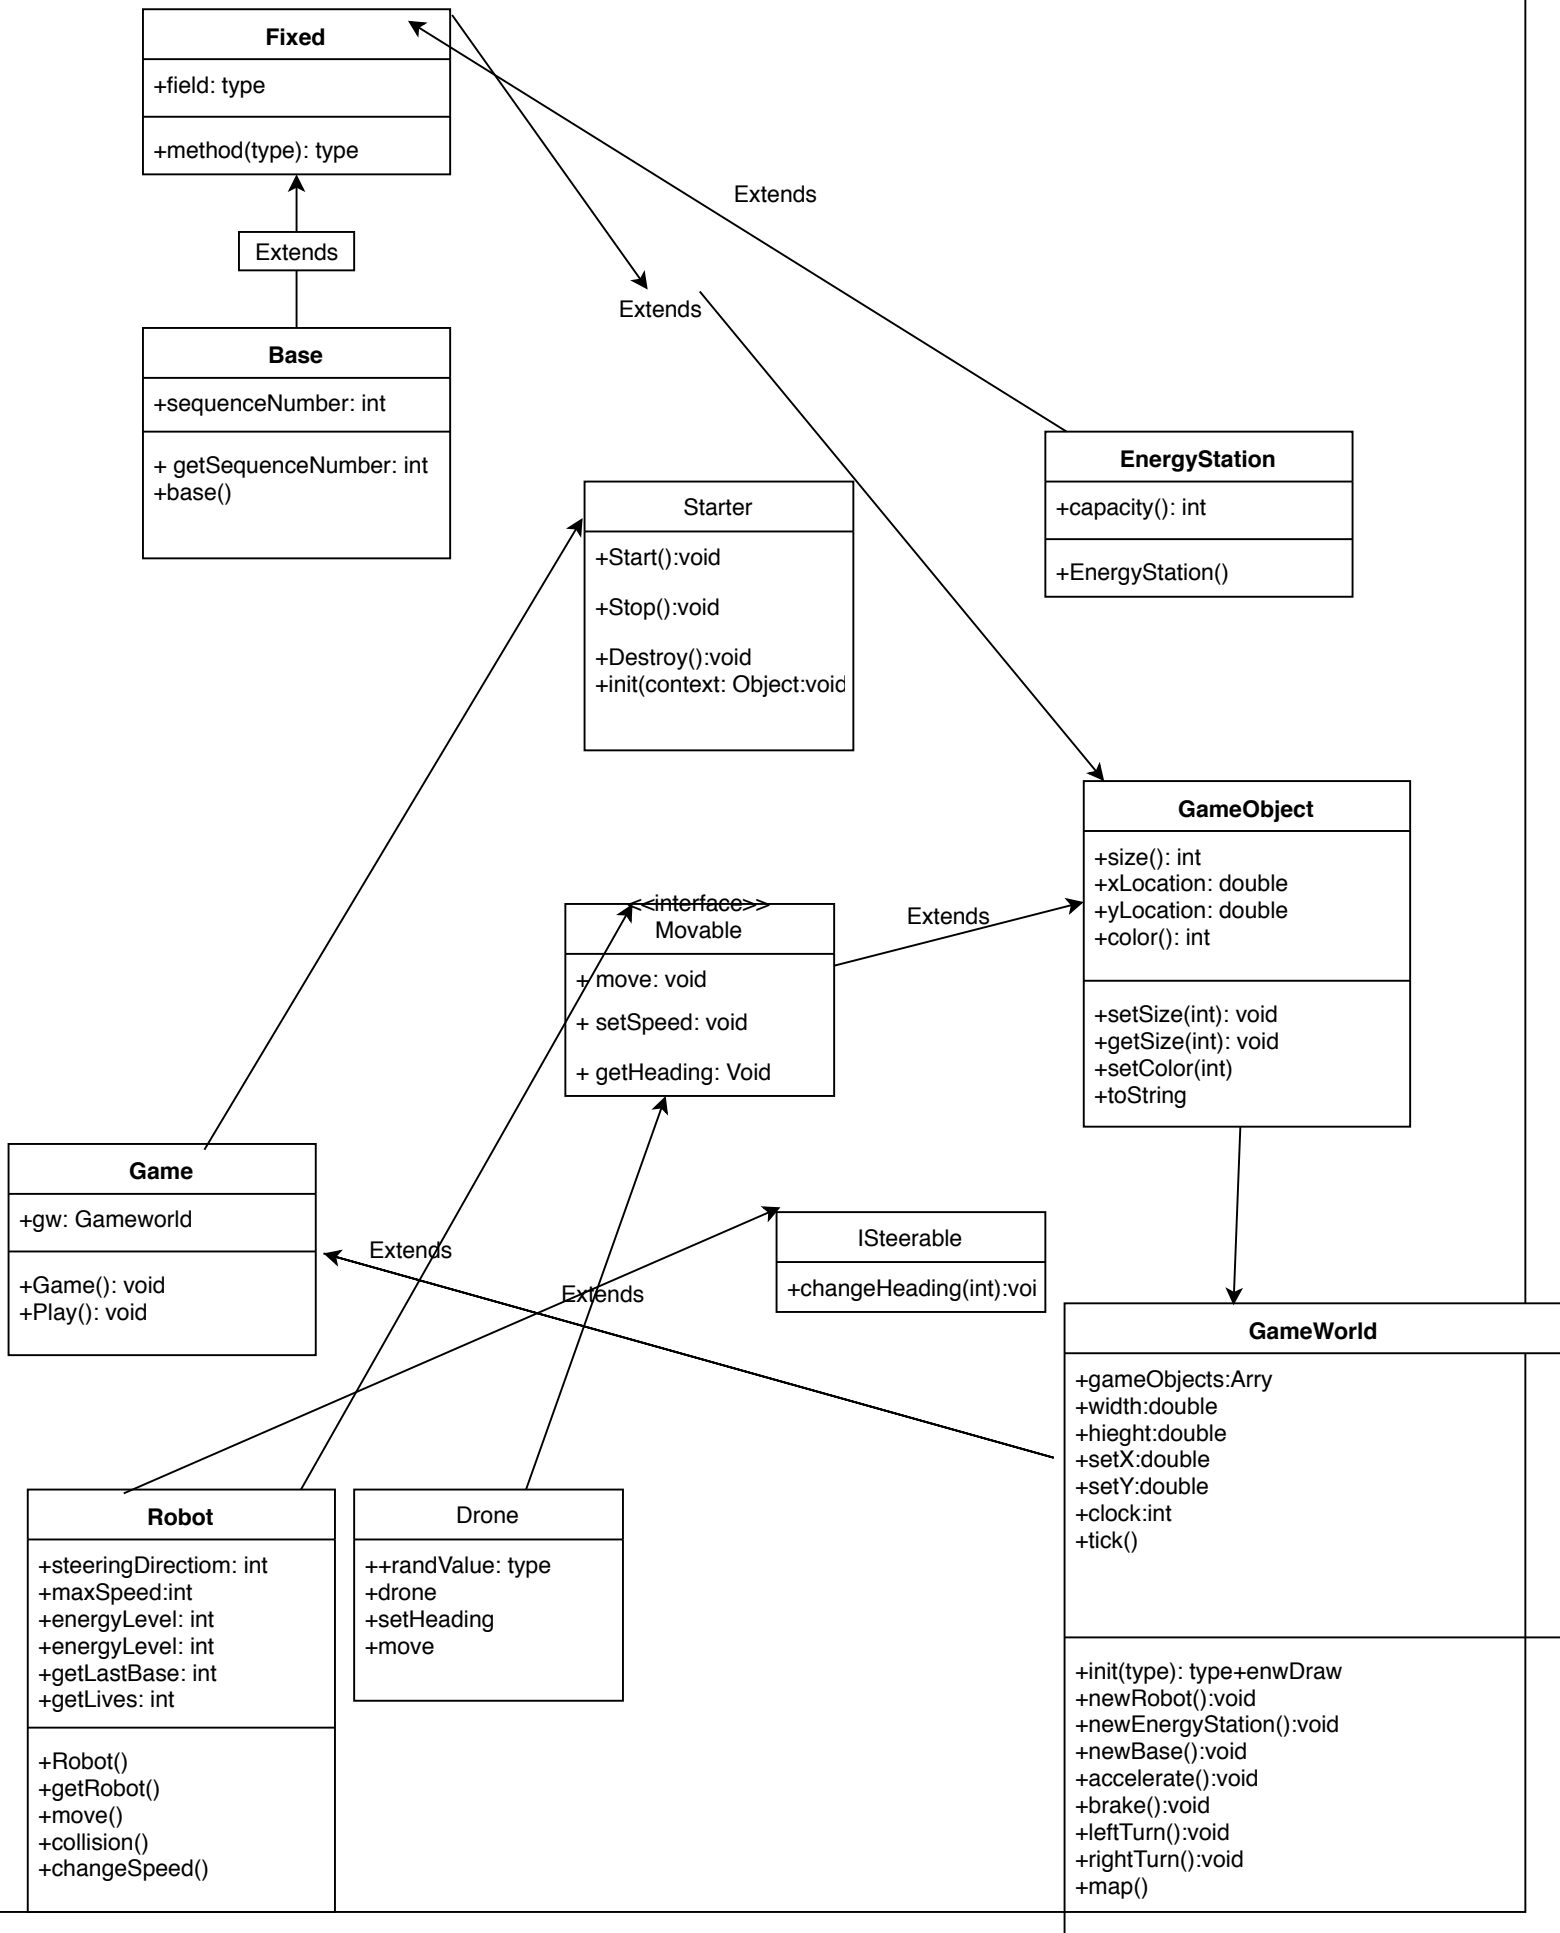 Fixed
+field: type
+method(type): type
Extends
Extends
Extends
Base
+sequenceNumber: int
+ getSequenceNumber: int
+base()
EnergyStation
+capacity(): int
+EnergyStation()
Starter
+Start():void
+Stop():void
+Destroy():void
+init(context: Object:void
GameObject
+size(): int
+xLocation: double
+yLocation: double
+color(): int
+setSize(int): void
+getSize(int): void
+setColor(int)
+toString
<<interface>>
Movable
+ move: void
+ setSpeed: void
+ getHeading: Void
Extends
Game
+gw: Gameworld
+Game(): void
+Play(): void
Extends
Extends
ISteerable
+changeHeading(int):voi
GameWorld
+gameObjects:Arry
+width:double
+hieght:double
+setX:double
+setY:double
+clock:int
+tick()
+init(type): type+enwDraw
+newRobot():void
+newEnergyStation():void
+newBase():void
+accelerate():void
+brake():void
+leftTurn():void
+rightTurn():void
+map()
Robot
+steeringDirectiom: int
+maxSpeed:int
+energyLevel: int
+energyLevel: int
+getLastBase: int
+getLives: int
+Robot()
+getRobot()
+move()
+collision()
+changeSpeed()
Drone
++randValue: type
+drone
+setHeading
+move